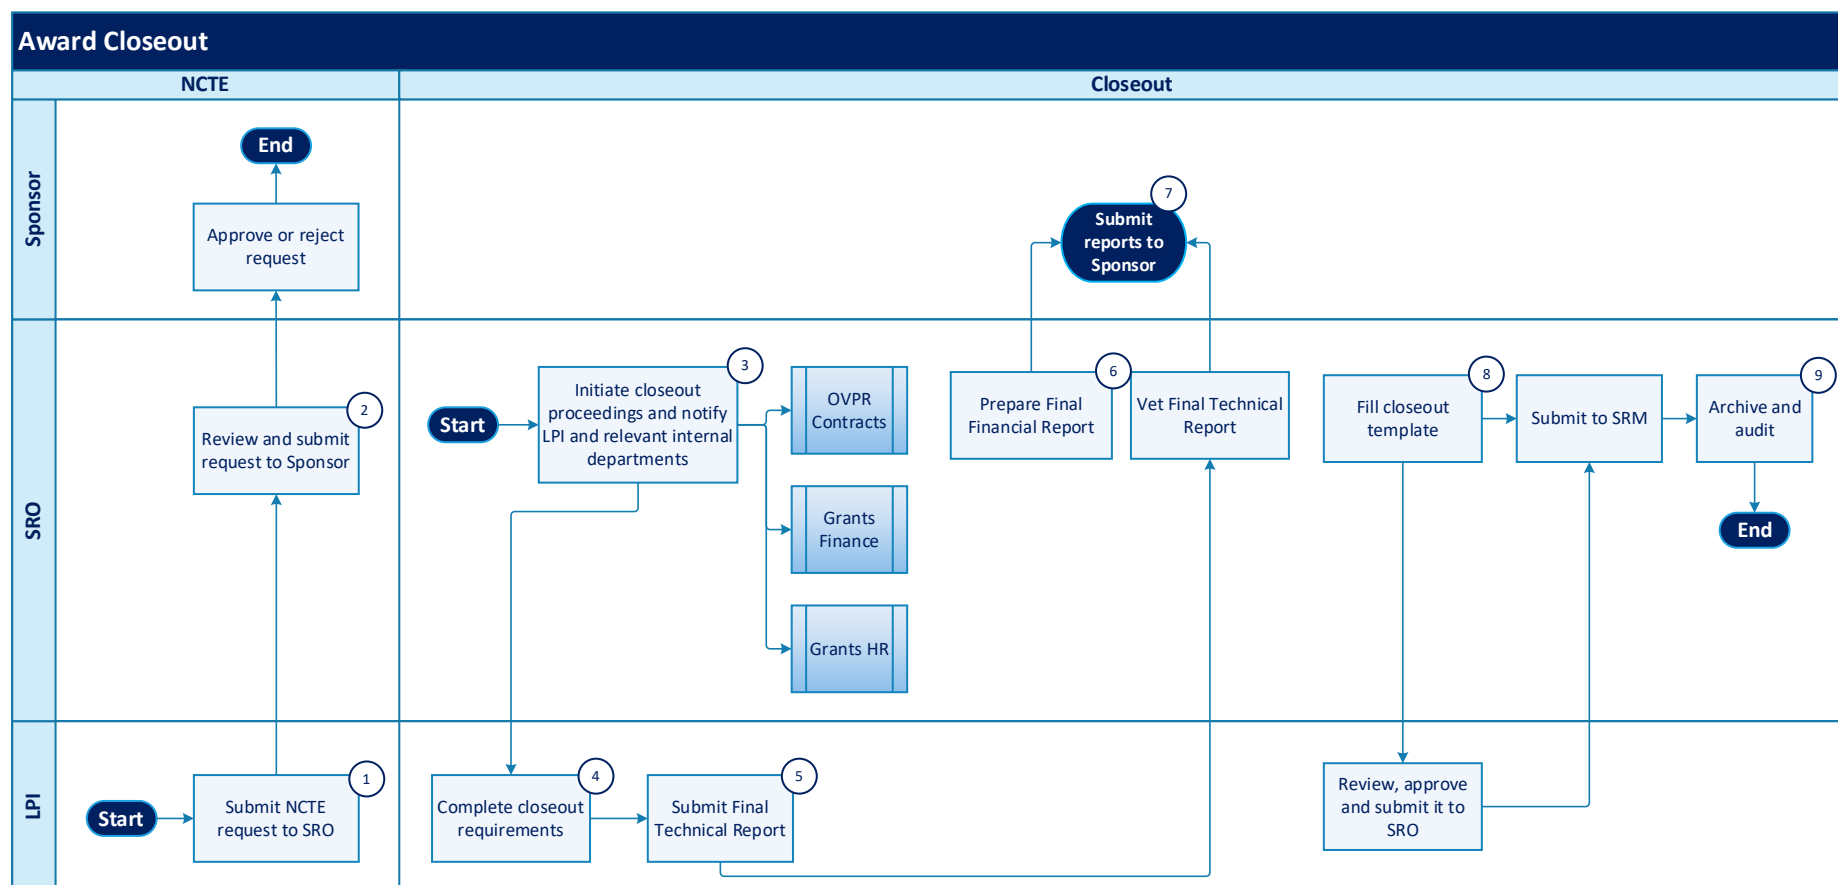 Award Closeout
NCTE
Closeout
Sponsor
End
Approve or reject
request
7
Submit
reports to
Sponsor
SRO
2
Review and submit
request to Sponsor
Start
3
Initiate closeout
proceedings and notify
LPI and relevant internal
departments
OVPR
Contracts
Grants
Finance
Grants HR
6
Prepare Final
Financial Report
Vet Final Technical
Report
8
Fill closeout
template
Submit to SRM
9
Archive and
audit
End
LPI
Start
1
Submit NCTE
request to SRO
4
Complete closeout
requirements
5
Submit Final
Technical Report
Review, approve
and submit it to
SRO